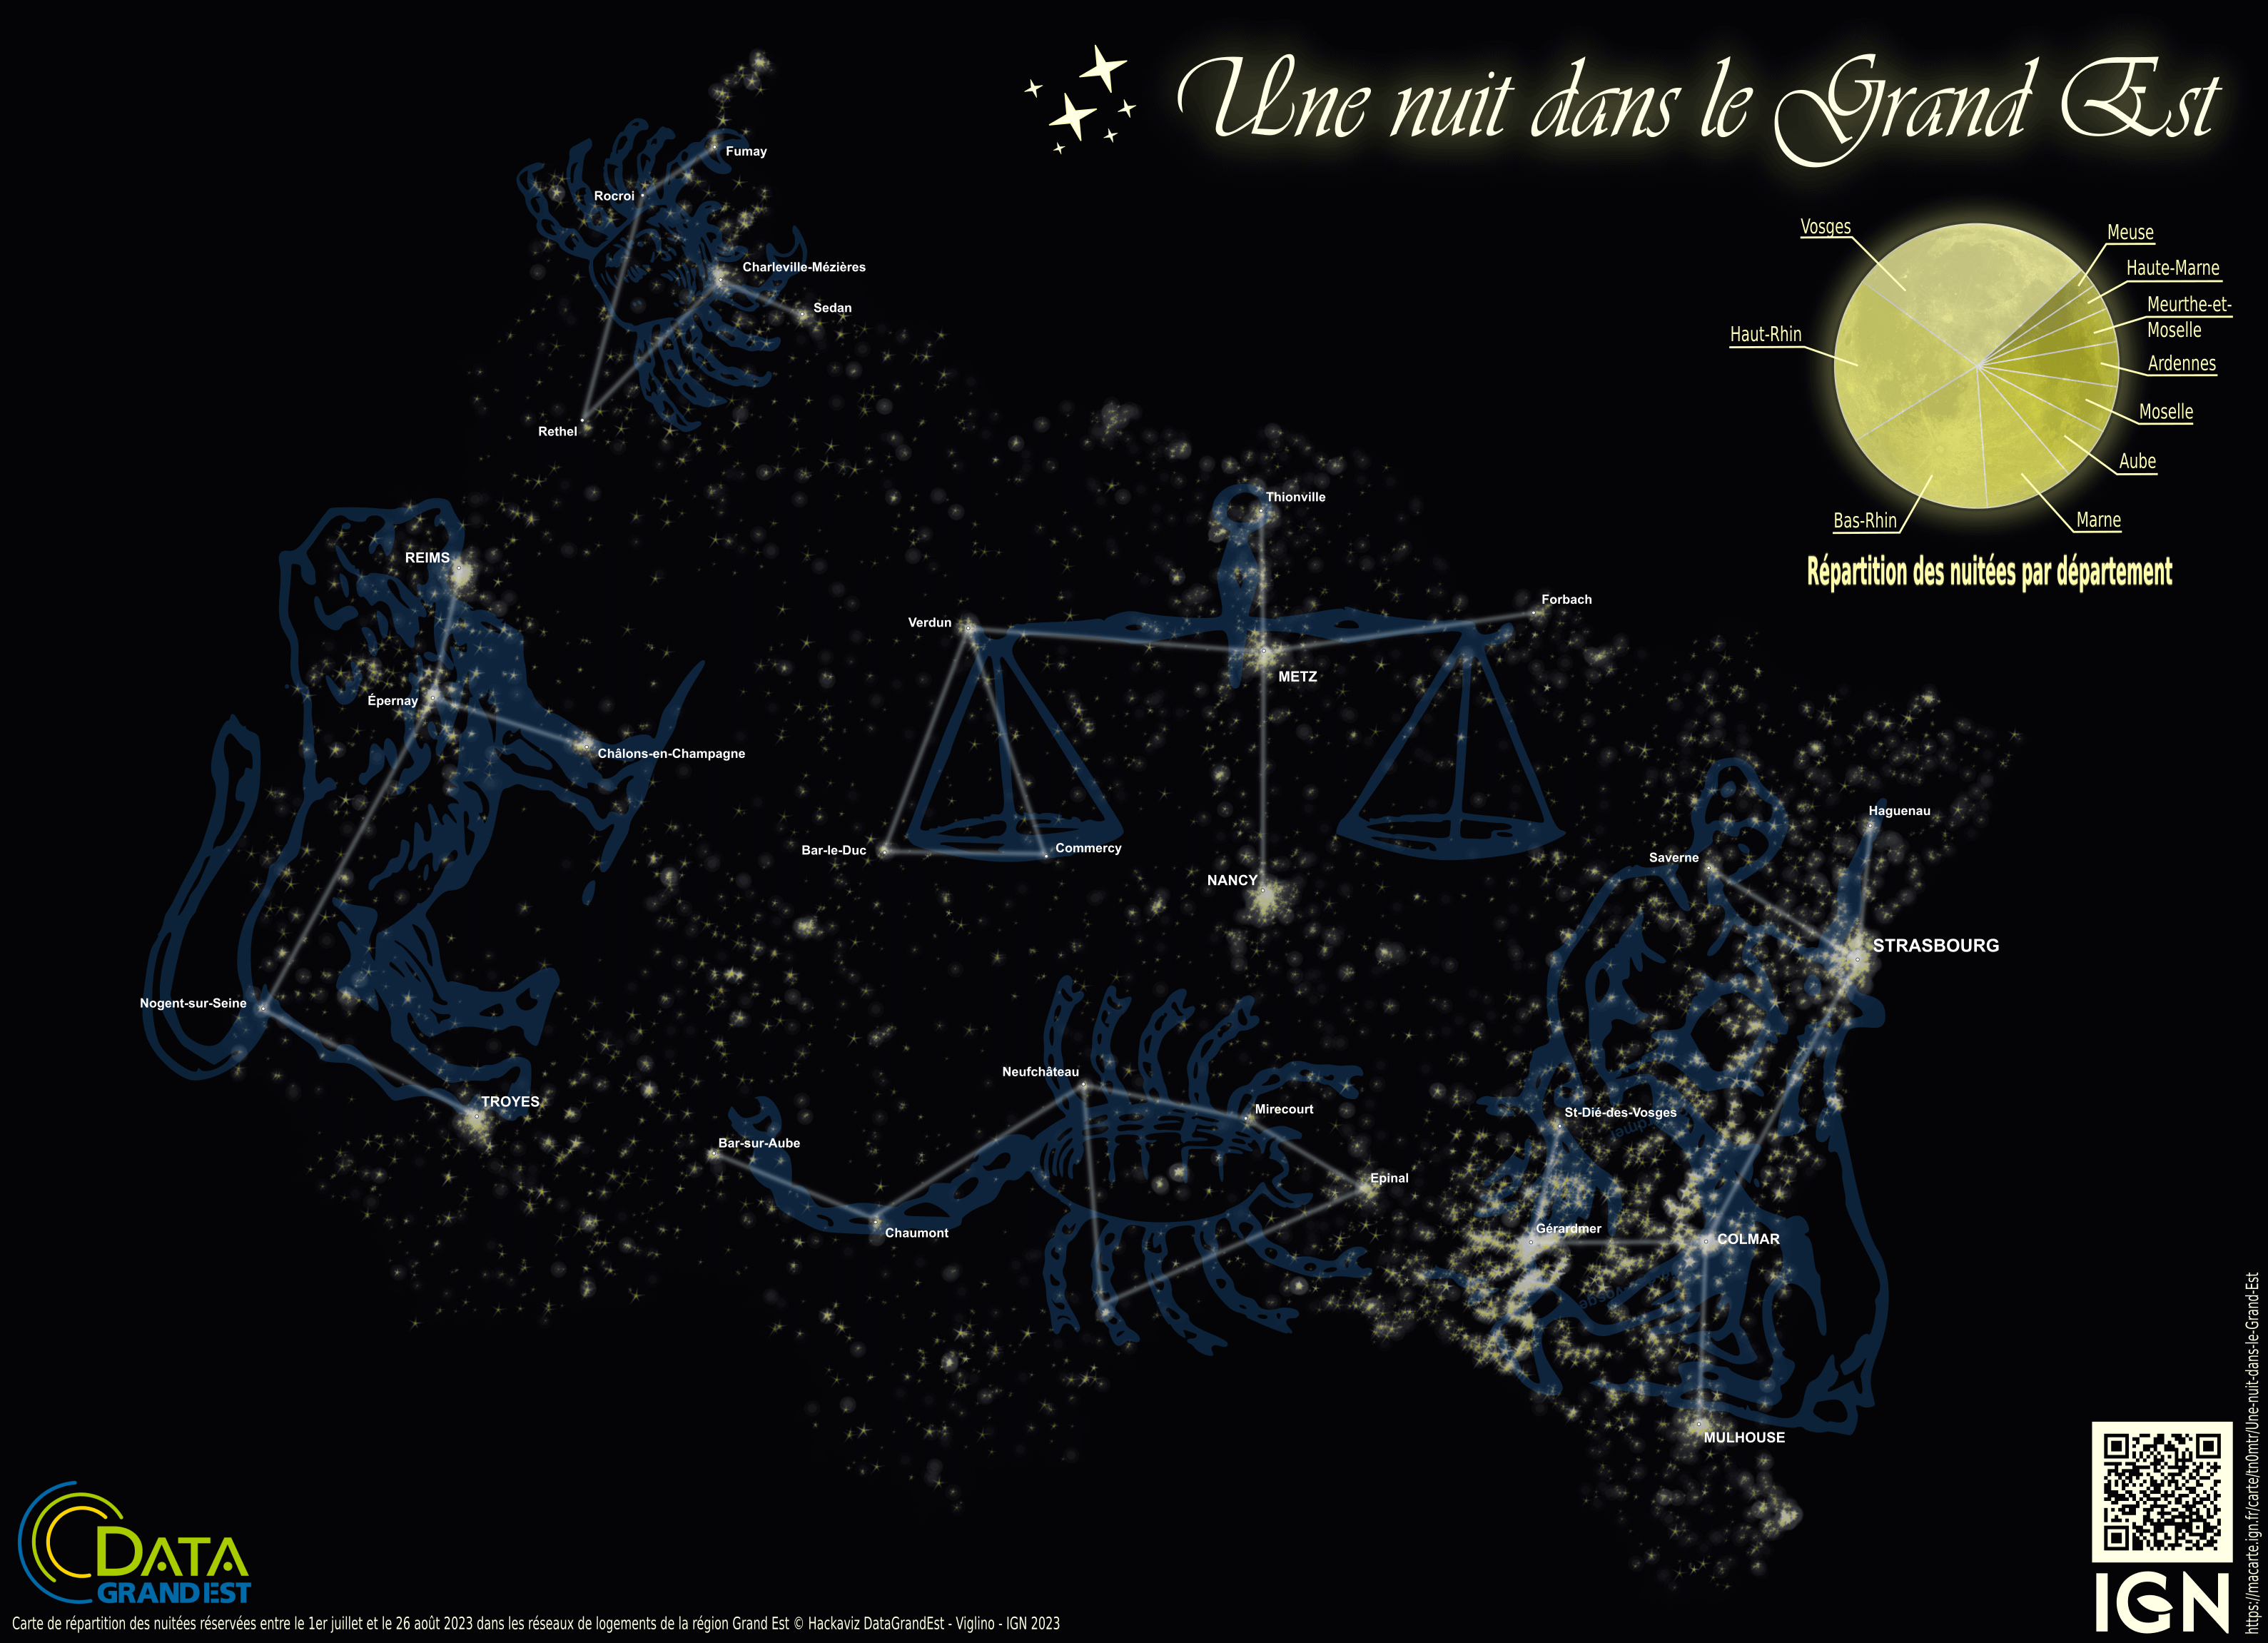 Une nuit dans le Grand Est
Vosges
Meuse
Haute-Marne
Meurthe-et-
Moselle
Haut-Rhin
Ardennes
Moselle
Aube
Bas-Rhin
Marne
Répartition des nuitées par département
Fumay
Rocroi
Charleville-Mézières
Sedan
Rethel
Thionville
REIMS
Forbach
Verdun
METZ
Épernay
Châlons-en-Champagne
Haguenau
Bar-le-Duc
Commercy
Saverne
NANCY
STRASBOURG
Nogent-sur-Seine
Neufchâteau
TROYES
Mirecourt
St-Dié-des-Vosges
Bar-sur-Aube
Epinal
Chaumont
Gérardmer
COLMAR
MULHOUSE
DATA
GRAND EST
IGN
https://macarte.ign.fr/carte/tn0mtr/Une-nuit-dans-le-Grand-Est
Carte de répartition des nuitées réservées entre le 1er juillet et le 26 août 2023 dans les réseaux de logements de la région Grand Est © Hackaviz DataGrandEst - Viglino - IGN 2023